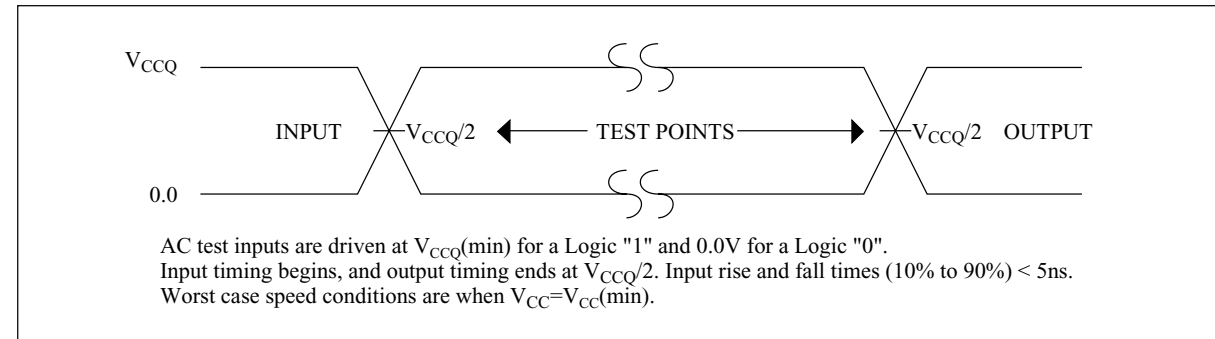 VCCQ
INPUT VCCQ/2 TEST POINTS VCCQ/2 OUTPUT
0.0
AC test inputs are driven at VCCQ(min) for a Logic "1" and 0.0V for a Logic "0".
Input timing begins, and output timing ends at VCCQ/2. Input rise and fall times (10% to 90%) < 5ns.
Worst case speed conditions are when VCC=VCC(min).